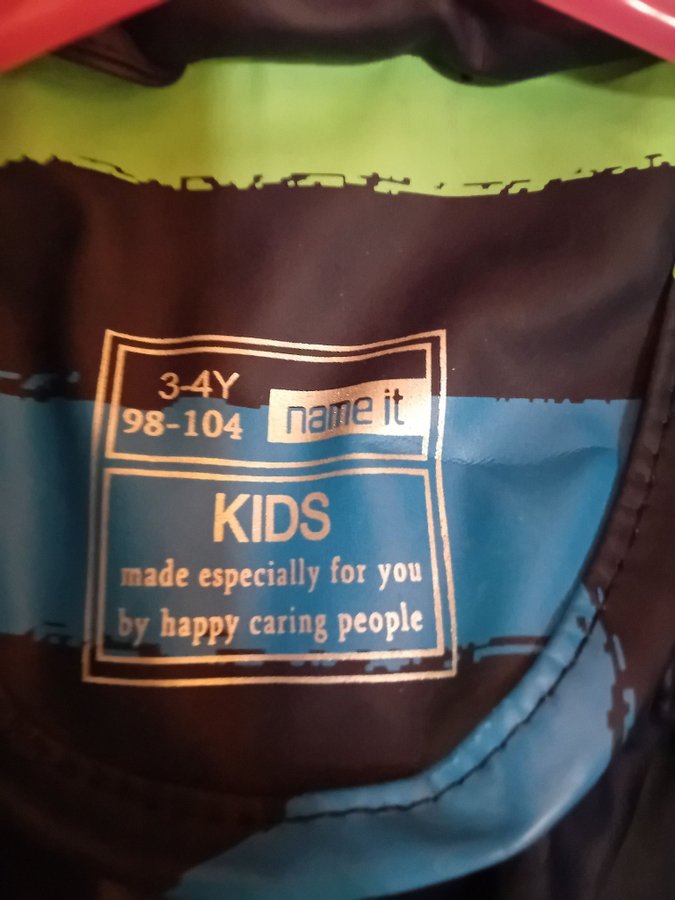 3-4Y
98-104 name it
KIDS
made especially for you
by happy caring people